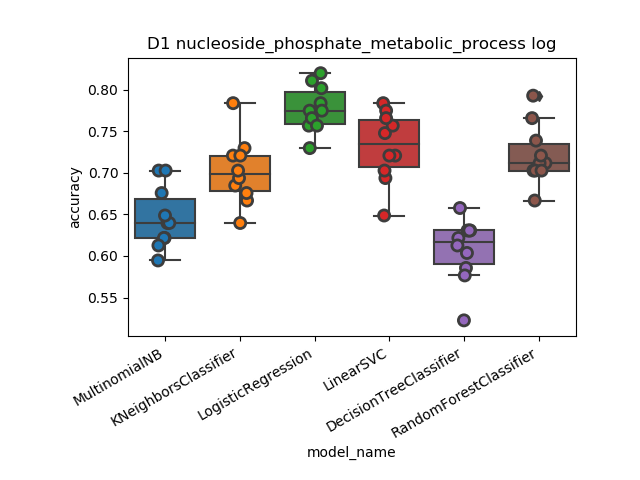 D1 nucleoside_phosphate_metabolic_process log
accuracy
0.80
0.75
0.70
0.65
0.60
0.55
MultinomialNB
KNeighborsClassifier
LogisticRegression
LinearSVC
DecisionTreeClassifier
RandomForestClassifier
model_name